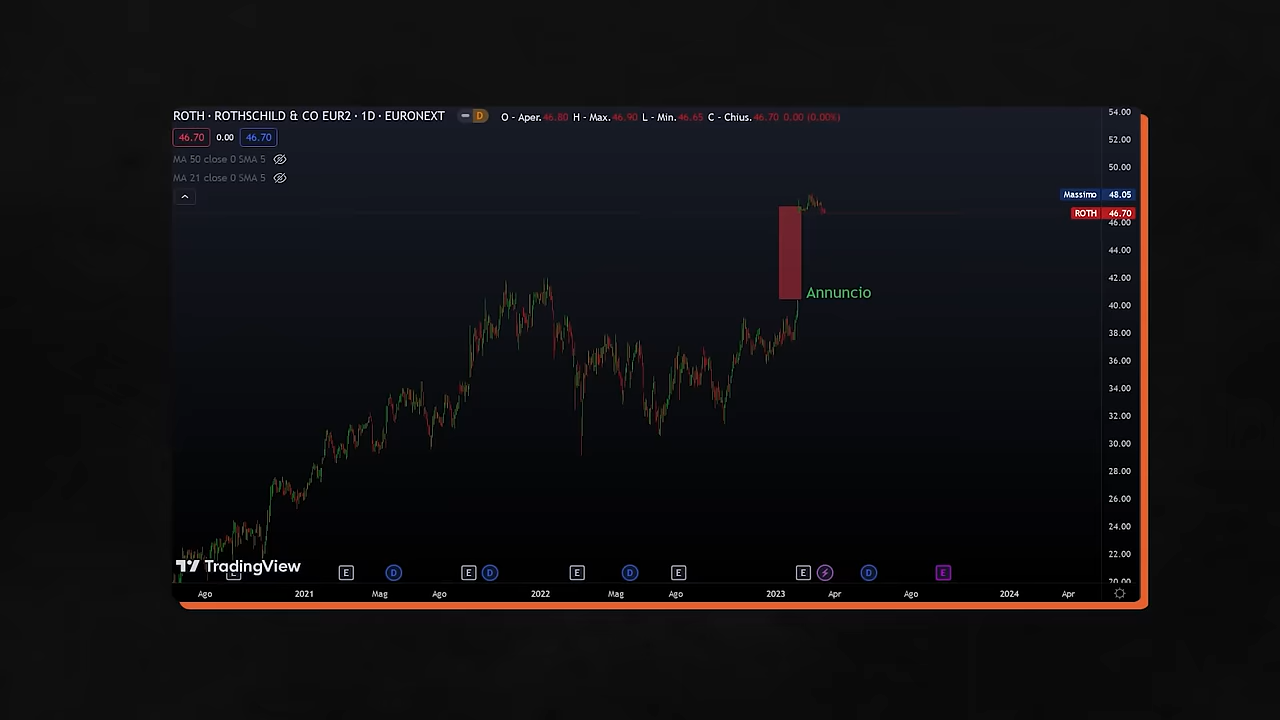 ROTH · ROTHSCHILD & CO EUR2 · 1D · EURONEXT D O - Aper. 46.80 H - Max. 46.90 L - Min. 46.65 C - Chius. 46.70 0.00 (0.00%)
46.70 0.00 46.70
MA 50 close 0 SMA 5
MA 21 close 0 SMA 5
54.00
52.00
50.00
Massimo 48.05
ROTH 46.70
46.00
44.00
42.00
Annuncio
40.00
38.00
36.00
34.00
32.00
30.00
28.00
26.00
24.00
22.00
20.00
TradingView
E E D E D E D E E D E
Ago 2021 Mag Ago 2022 Mag Ago 2023 Apr Ago 2024 Apr